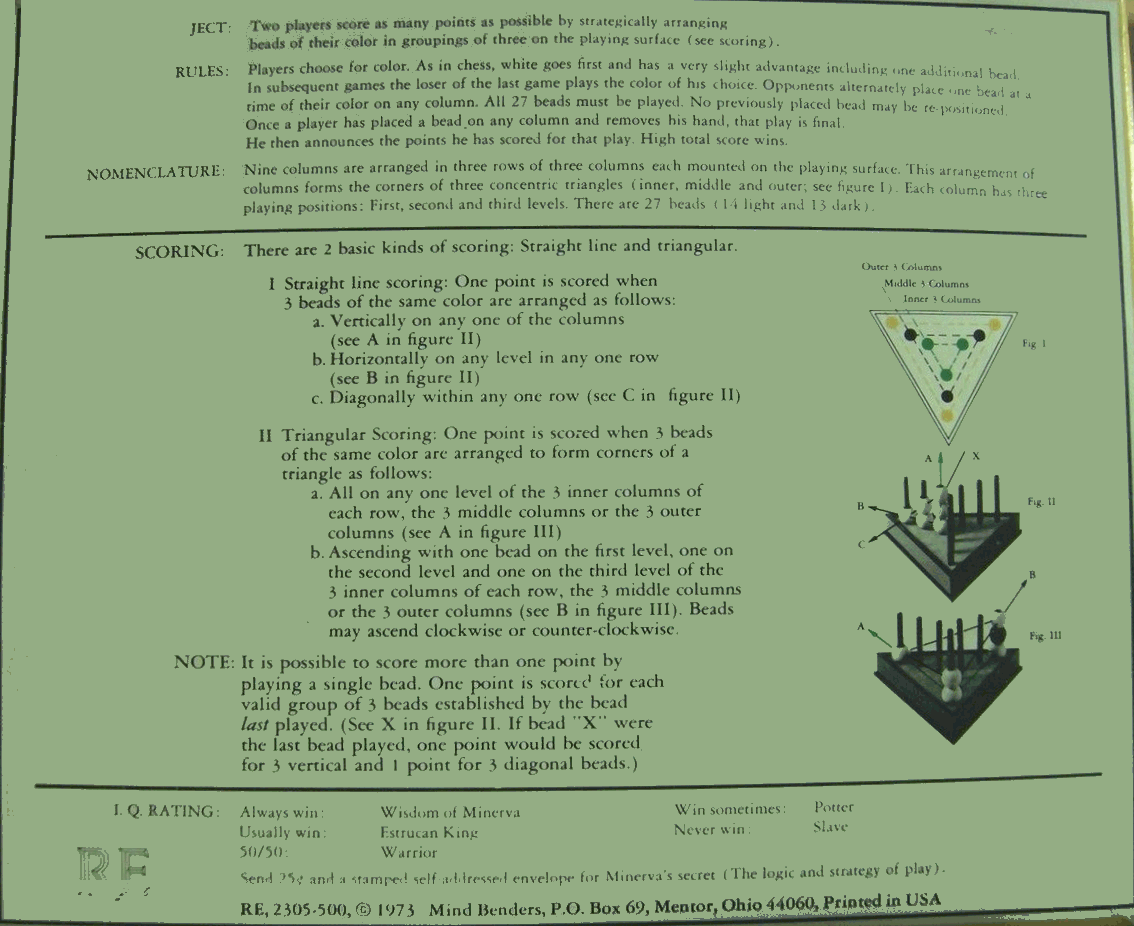 JECT: Two players score as many points as possible by strategically arranging
beads of their color in groupings of three on the playing surface (see scoring).
RULES: Players choose for color. As in chess, white goes first and has a very slight advantage including one additional bead.
In subsequent games the loser of the last game plays the color of his choice. Opponents alternately place one bead at a
time of their color on any column. All 27 beads must be played. No previously placed bead may be re-positioned.
Once a player has placed a bead on any column and removes his hand, that play is final.
He then announces the points he has scored for that play. High total score wins.
NOMENCLATURE: Nine columns are arranged in three rows of three columns each mounted on the playing surface. This arrangement of
columns forms the corners of three concentric triangles (inner, middle and outer; see figure I). Each column has three
playing positions: First, second and third levels. There are 27 beads (14 light and 13 dark).
SCORING: There are 2 basic kinds of scoring: Straight line and triangular.
I Straight line scoring: One point is scored when
3 beads of the same color are arranged as follows:
a. Vertically on any one of the columns
(see A in figure II)
b. Horizontally on any level in any one row
(see B in figure II)
c. Diagonally within any one row (see C in figure II)
II Triangular Scoring: One point is scored when 3 beads
of the same color are arranged to form corners of a
triangle as follows:
a. All on any one level of the 3 inner columns of
each row, the 3 middle columns or the 3 outer
columns (see A in figure III)
b. Ascending with one bead on the first level, one on
the second level and one on the third level of the
3 inner columns of each row, the 3 middle columns
or the 3 outer columns (see B in figure III). Beads
may ascend clockwise or counter-clockwise.
NOTE: It is possible to score more than one point by
playing a single bead. One point is scored for each
valid group of 3 beads established by the bead
last played. (See X in figure II. If bead "X" were
the last bead played, one point would be scored
for 3 vertical and 1 point for 3 diagonal beads.)
Outer 3 Columns
Middle 3 Columns
Inner 3 Columns
Fig I
A X
B
C
Fig. II
B
A
Fig. III
I. Q. RATING: Always win: Wisdom of Minerva Win sometimes: Potter
Usually win: Estrucan King Never win: Slave
50/50: Warrior
RE
Send 25¢ and a stamped self addressed envelope for Minerva's secret (The logic and strategy of play).
RE, 2305-500, © 1973 Mind Benders, P.O. Box 69, Mentor, Ohio 44060, Printed in USA